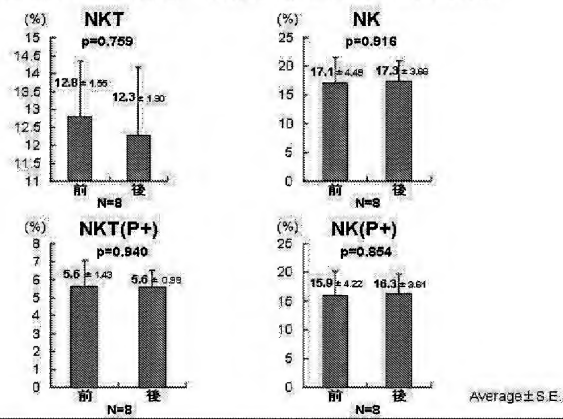 (%) NKT
p=0.759
15
14.5
14
13.5
13
12.5
12
11.5
11
12.8 ± 1.55
12.3 ± 1.90
前 後
N=8
(%) NK
p=0.916
25
20
15
10
5
0
17.1 ± 4.48
17.3 ± 3.66
前 後
N=8
(%) NKT(P+)
p=0.940
8
7
6
5
4
3
2
1
0
5.6 ± 1.43
5.6 ± 0.98
前 後
N=8
(%) NK(P+)
p=0.854
25
20
15
10
5
0
15.9 ± 4.22
16.3 ± 3.61
前 後
N=8
Average±S.E.